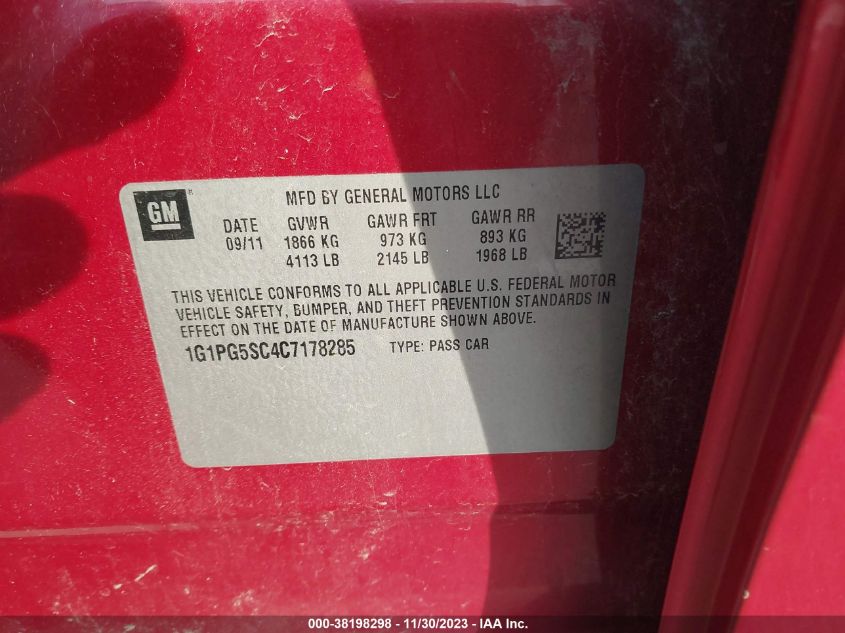 GM
MFD BY GENERAL MOTORS LLC
DATE GVWR GAWR FRT GAWR RR
09/11 1866 KG 973 KG 893 KG
4113 LB 2145 LB 1968 LB
THIS VEHICLE CONFORMS TO ALL APPLICABLE U.S. FEDERAL MOTOR
VEHICLE SAFETY, BUMPER, AND THEFT PREVENTION STANDARDS IN
EFFECT ON THE DATE OF MANUFACTURE SHOWN ABOVE.
1G1PG5SC4C7178285 TYPE: PASS CAR
000-38198298 - 11/30/2023 - IAA Inc.